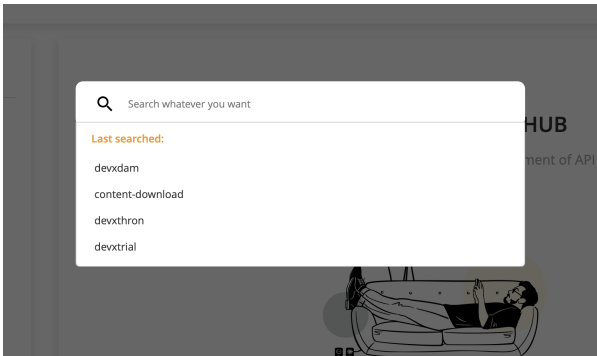 Search whatever you want
HUB
Last searched:
ment of API
devxdam
content-download
devxthron
devxtrial